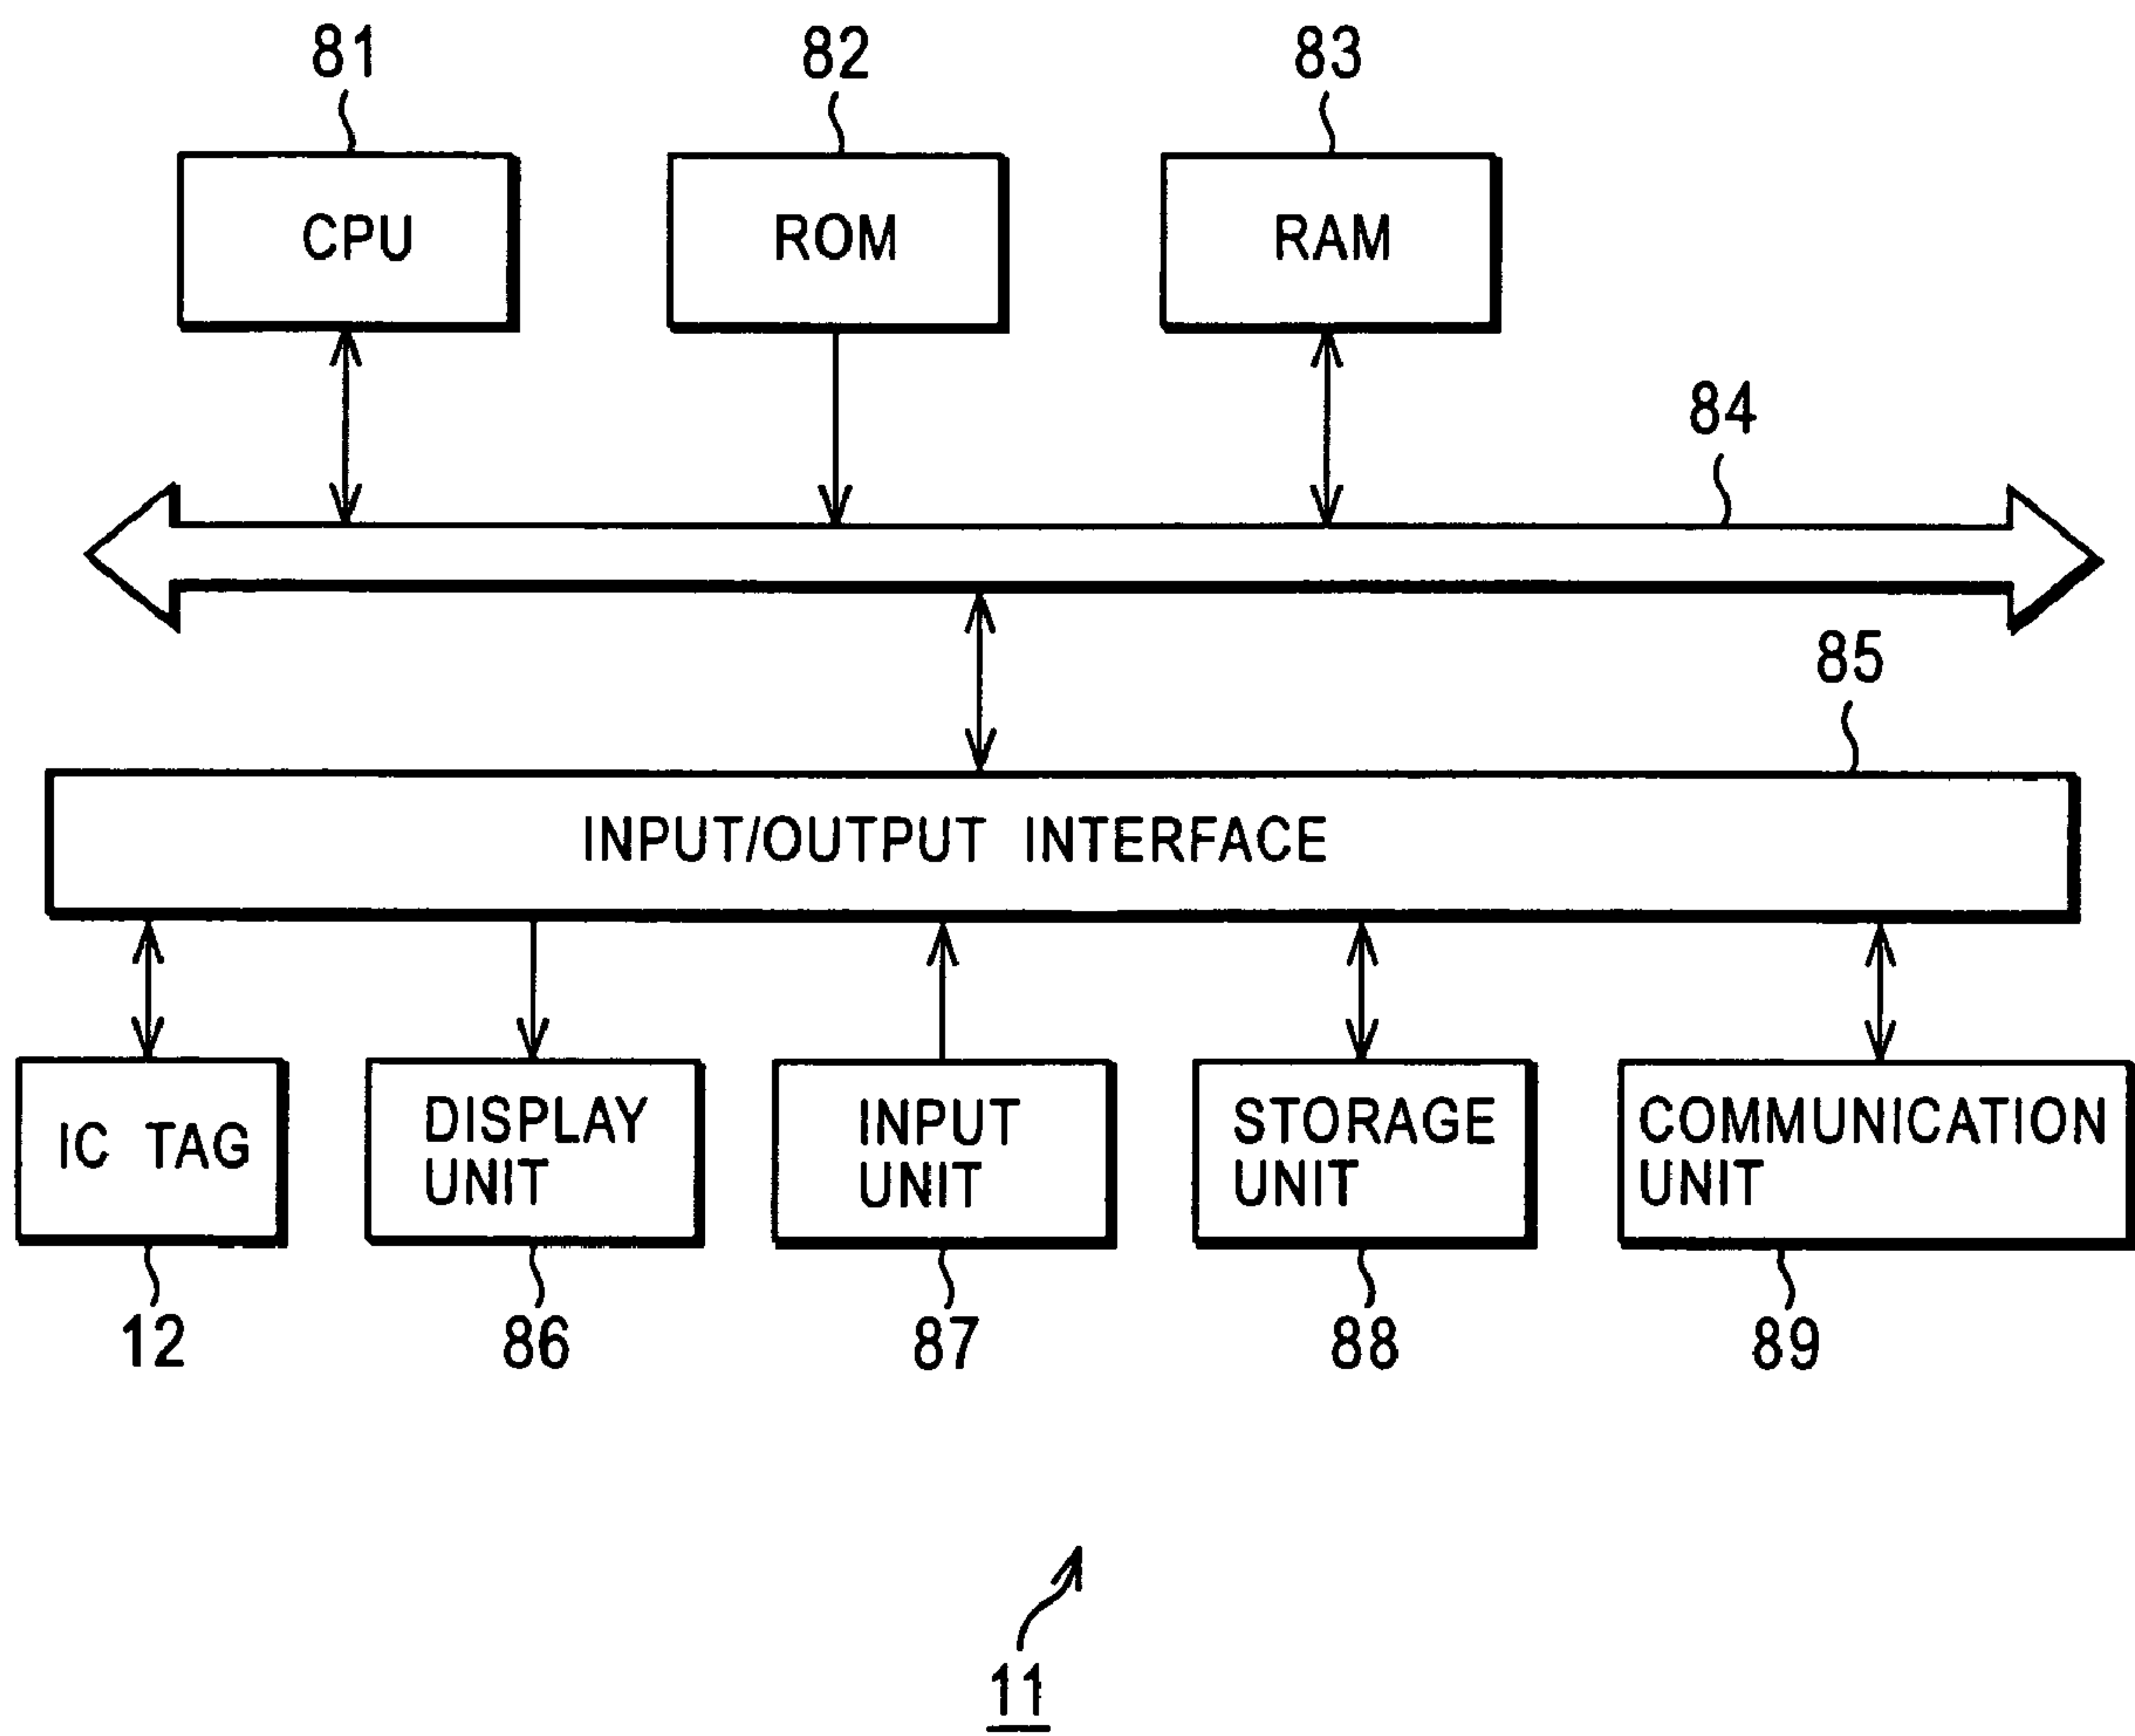 81
82
83
CPU
ROM
RAM
84
85
INPUT/OUTPUT INTERFACE
IC TAG
DISPLAY
UNIT
INPUT
UNIT
STORAGE
UNIT
COMMUNICATION
UNIT
12
86
87
88
89
11